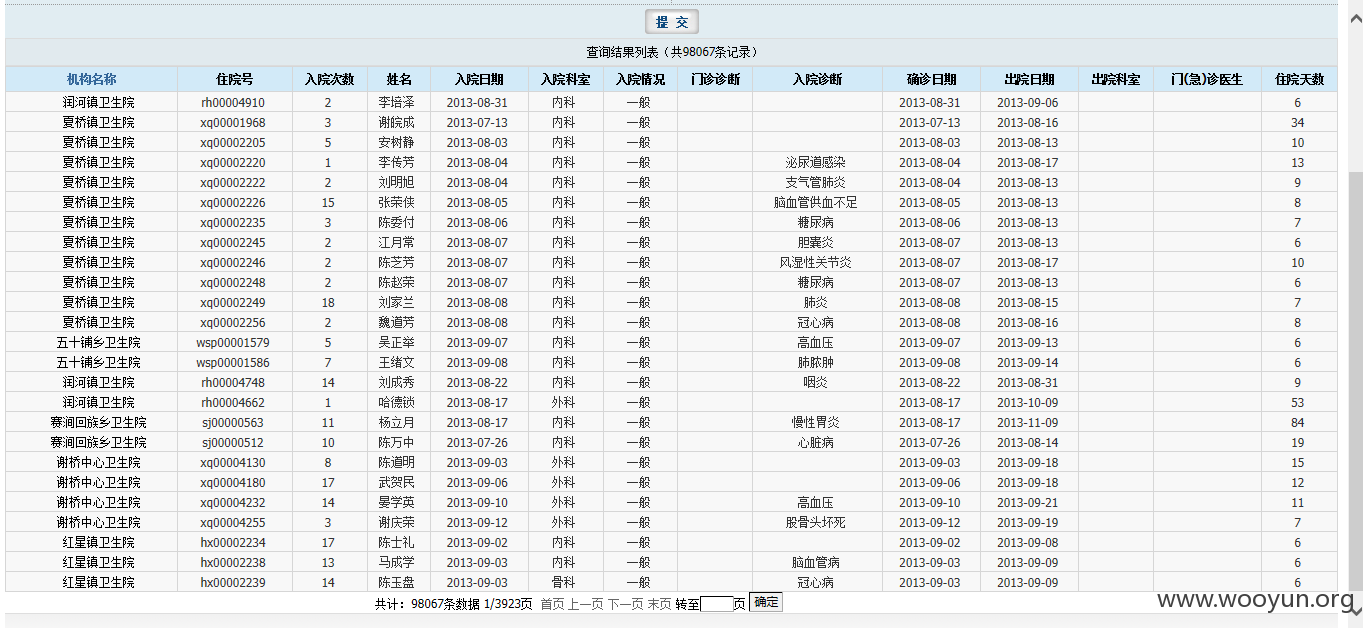 提 交
查询结果列表（共98067条记录）
机构名称 住院号 入院次数 姓名 入院日期 入院科室 入院情况 门诊诊断 入院诊断 确诊日期 出院日期 出院科室 门(急)诊医生 住院天数
润河镇卫生院 rh00004910 2 李培泽 2013-08-31 内科 一般 2013-08-31 2013-09-06 6
夏桥镇卫生院 xq00001968 3 谢皖成 2013-07-13 内科 一般 2013-07-13 2013-08-16 34
夏桥镇卫生院 xq00002205 5 安树静 2013-08-03 内科 一般 2013-08-03 2013-08-13 10
夏桥镇卫生院 xq00002220 1 李传芳 2013-08-04 内科 一般 泌尿道感染 2013-08-04 2013-08-17 13
夏桥镇卫生院 xq00002222 2 刘明旭 2013-08-04 内科 一般 支气管肺炎 2013-08-04 2013-08-13 9
夏桥镇卫生院 xq00002226 15 张荣侠 2013-08-05 内科 一般 脑血管供血不足 2013-08-05 2013-08-13 8
夏桥镇卫生院 xq00002235 3 陈委付 2013-08-06 内科 一般 糖尿病 2013-08-06 2013-08-13 7
夏桥镇卫生院 xq00002245 2 江月常 2013-08-07 内科 一般 胆囊炎 2013-08-07 2013-08-13 6
夏桥镇卫生院 xq00002246 2 陈芝芳 2013-08-07 内科 一般 风湿性关节炎 2013-08-07 2013-08-17 10
夏桥镇卫生院 xq00002248 2 陈赵荣 2013-08-07 内科 一般 糖尿病 2013-08-07 2013-08-13 6
夏桥镇卫生院 xq00002249 18 刘家兰 2013-08-08 内科 一般 肺炎 2013-08-08 2013-08-15 7
夏桥镇卫生院 xq00002256 2 魏道芳 2013-08-08 内科 一般 冠心病 2013-08-08 2013-08-16 8
五十铺乡卫生院 wsp00001579 5 吴正举 2013-09-07 内科 一般 高血压 2013-09-07 2013-09-13 6
五十铺乡卫生院 wsp00001586 7 王绪文 2013-09-08 内科 一般 肺脓肿 2013-09-08 2013-09-14 6
润河镇卫生院 rh00004748 14 刘成秀 2013-08-22 内科 一般 咽炎 2013-08-22 2013-08-31 9
润河镇卫生院 rh00004662 1 哈德锁 2013-08-17 外科 一般 2013-08-17 2013-10-09 53
赛涧回族乡卫生院 sj00000563 11 杨立月 2013-08-17 内科 一般 慢性胃炎 2013-08-17 2013-11-09 84
赛涧回族乡卫生院 sj00000512 10 陈万中 2013-07-26 内科 一般 心脏病 2013-07-26 2013-08-14 19
谢桥中心卫生院 xq00004130 8 陈道明 2013-09-03 外科 一般 2013-09-03 2013-09-18 15
谢桥中心卫生院 xq00004180 17 武贺民 2013-09-06 外科 一般 2013-09-06 2013-09-18 12
谢桥中心卫生院 xq00004232 14 晏学英 2013-09-10 外科 一般 高血压 2013-09-10 2013-09-21 11
谢桥中心卫生院 xq00004255 3 谢庆荣 2013-09-12 外科 一般 股骨头坏死 2013-09-12 2013-09-19 7
红星镇卫生院 hx00002234 17 陈士礼 2013-09-02 内科 一般 2013-09-02 2013-09-08 6
红星镇卫生院 hx00002238 13 马成学 2013-09-03 内科 一般 脑血管病 2013-09-03 2013-09-09 6
红星镇卫生院 hx00002239 14 陈玉盘 2013-09-03 骨科 一般 冠心病 2013-09-03 2013-09-09 6
共计：98067条数据 1/3923页 首页 上一页 下一页 末页 转至 页 确定
www.wooyun.org